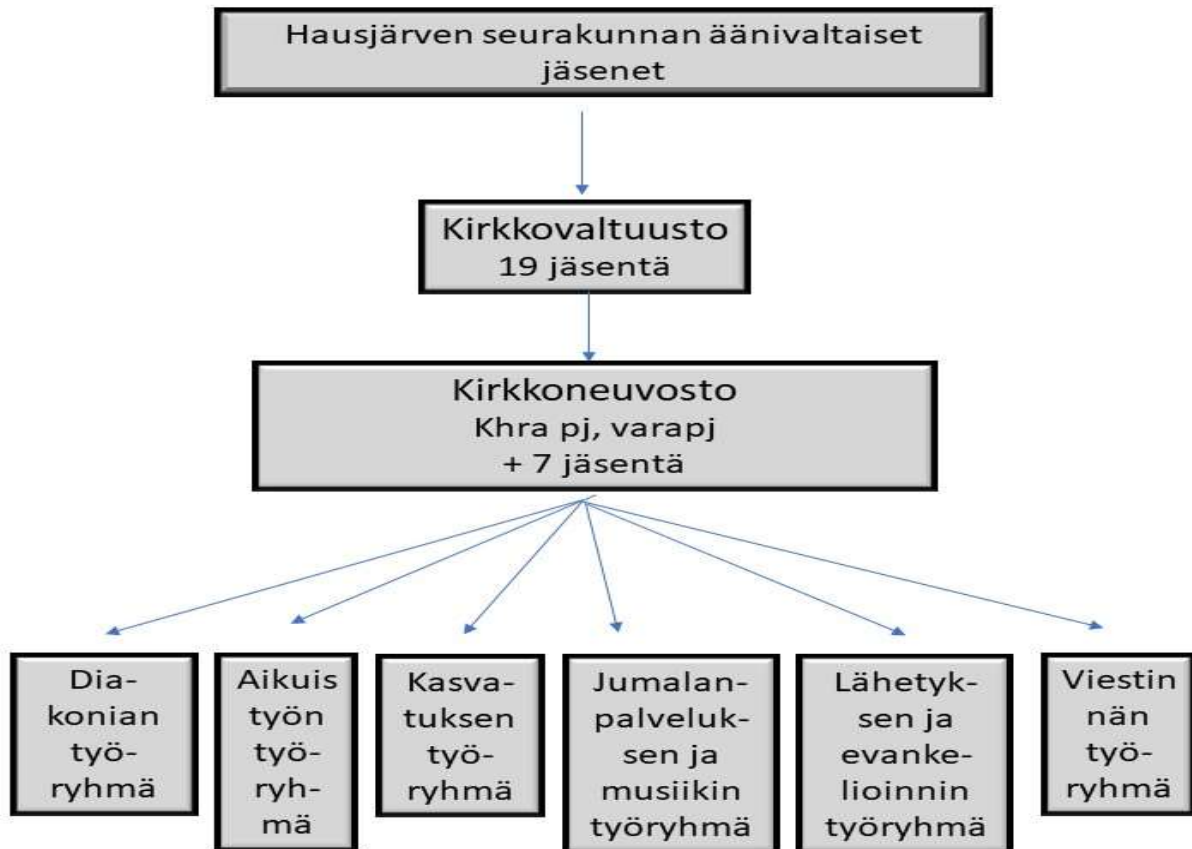 Hausjärven seurakunnan äänivaltaiset
jäsenet
Kirkkovaltuusto
19 jäsentä
Kirkkoneuvosto
Khra pj, varapj
+ 7 jäsentä
Dia-
konian
työ-
ryhmä
Aikuis
työn
työ-
ryh-
mä
Kasva-
tuksen
työ-
ryhmä
Jumalan-
palveluk-
sen ja
musiikin
työryhmä
Lähetyk-
sen ja
evanke-
lioinnin
työryhmä
Viestin
nän
työ-
ryhmä